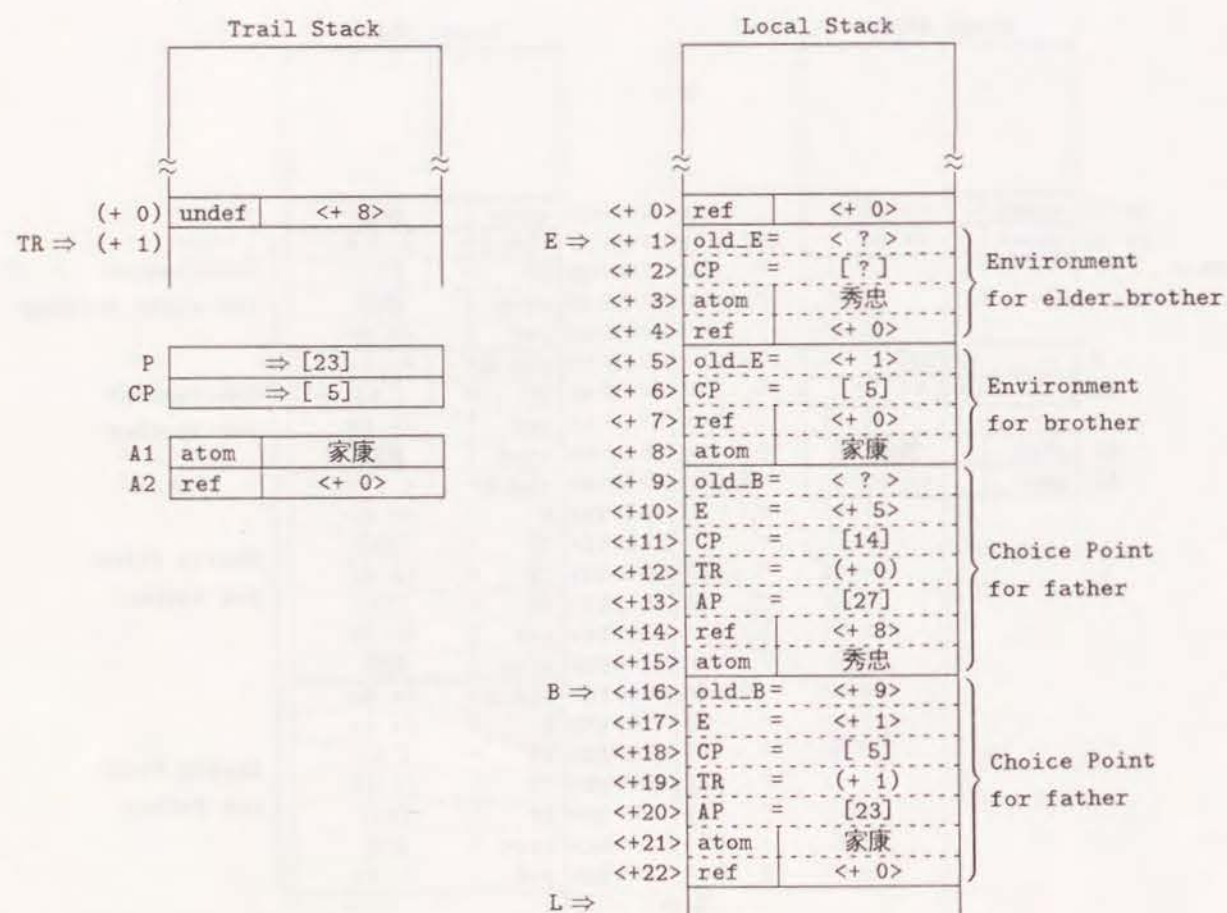 Trail Stack
(+ 0) undef <+ 8>
TR ⇒ (+ 1)
P ⇒ [23]
CP ⇒ [ 5]
A1 atom 家康
A2 ref <+ 0>
Local Stack
<+ 0> ref <+ 0>
E ⇒ <+ 1> old_E= < ? >
<+ 2> CP = [ ? ]
<+ 3> atom 秀忠
<+ 4> ref <+ 0>
Environment
for elder_brother
<+ 5> old_E= <+ 1>
<+ 6> CP = [ 5]
<+ 7> ref <+ 0>
<+ 8> atom 家康
Environment
for brother
<+ 9> old_B= < ? >
<+10> E = <+ 5>
<+11> CP = [14]
<+12> TR = (+ 0)
<+13> AP = [27]
<+14> ref <+ 8>
<+15> atom 秀忠
Choice Point
for father
B ⇒ <+16> old_B= <+ 9>
<+17> E = <+ 1>
<+18> CP = [ 5]
<+19> TR = (+ 1)
<+20> AP = [23]
<+21> atom 家康
<+22> ref <+ 0>
Choice Point
for father
L ⇒